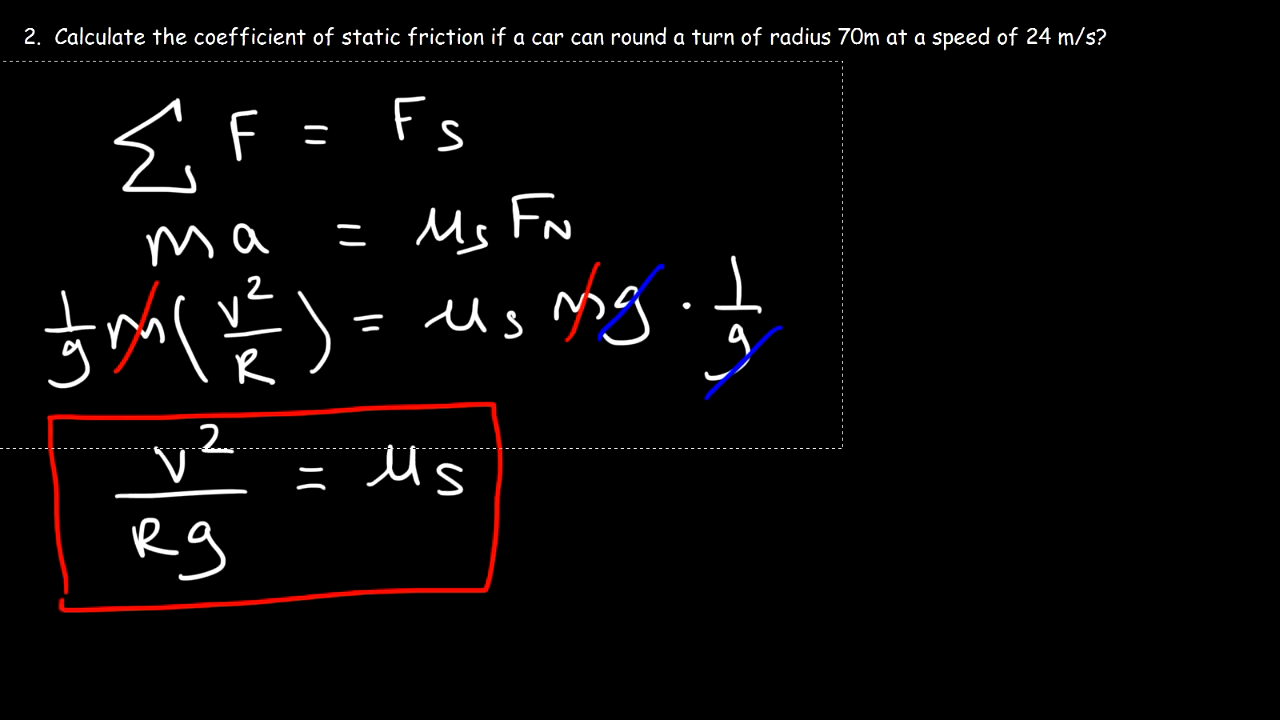 2. Calculate the coefficient of static friction if a car can round a turn of radius 70m at a speed of 24 m/s?
∑ F = Fs
ma = μs FN
1/g m(v²/R) = μs mg · 1/g
v²/Rg = μs